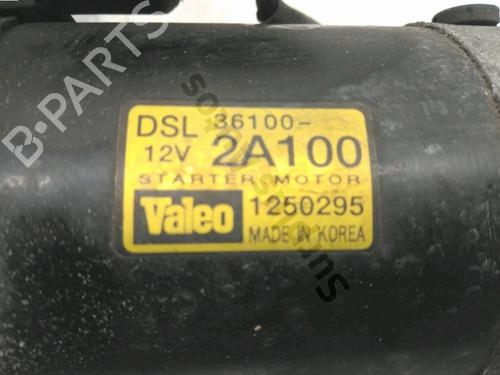 DSL 36100-
12V 2A100
STARTER MOTOR
Valeo 1250295
MADE IN KOREA
B-PARTS